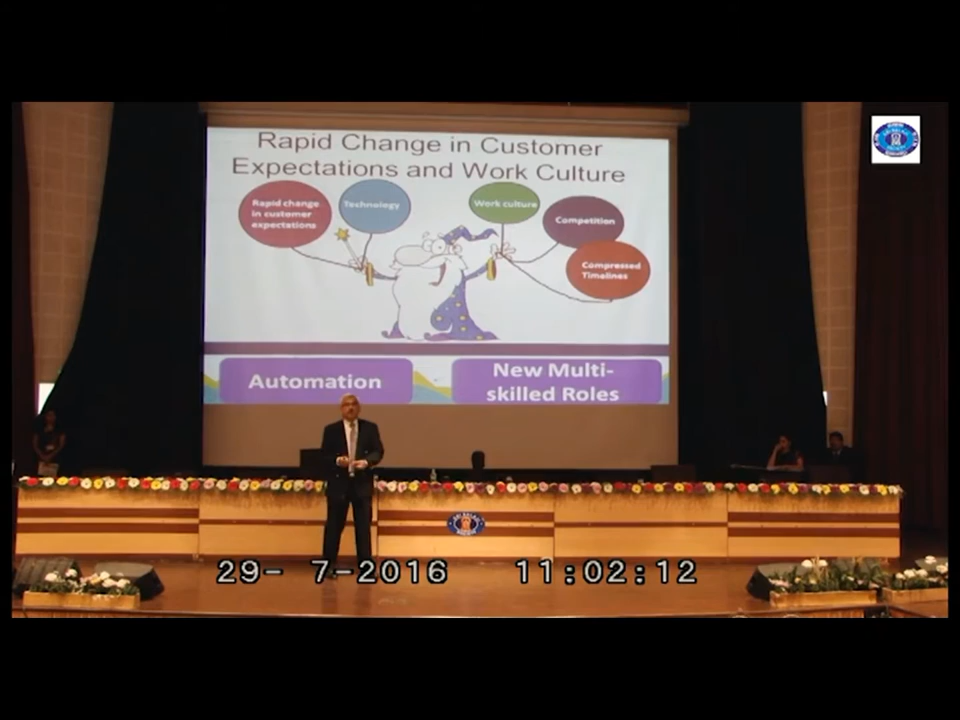 Rapid Change in Customer
Expectations and Work Culture
Rapid change
in customer
expectations
Technology
Work culture
Competition
Compressed
Timelines
Automation
New Multi-
skilled Roles
29- 7-2016 11:02:12